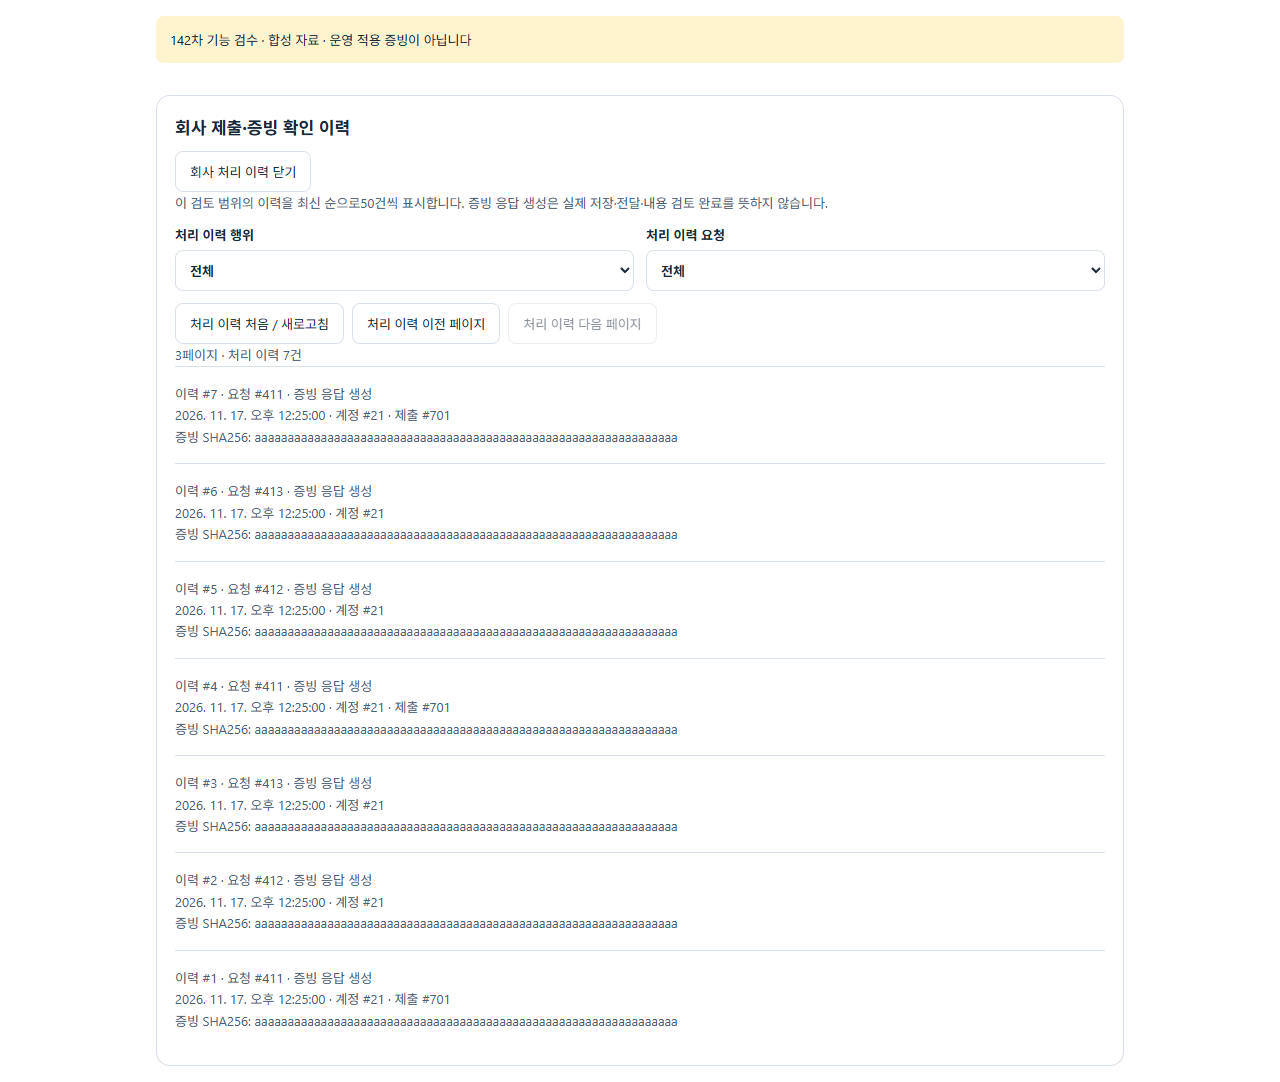 142차 기능 검수 · 합성 자료 · 운영 적용 증빙이 아닙니다
회사 제출·증빙 확인 이력
회사 처리 이력 닫기
이 검토 범위의 이력을 최신 순으로50건씩 표시합니다. 증빙 응답 생성은 실제 저장·전달·내용 검토 완료를 뜻하지 않습니다.
처리 이력 행위
처리 이력 요청
전체
전체
처리 이력 처음 / 새로고침
처리 이력 이전 페이지
처리 이력 다음 페이지
3페이지 · 처리 이력 7건
이력 #7 · 요청 #411 · 증빙 응답 생성
2026. 11. 17. 오후 12:25:00 · 계정 #21 · 제출 #701
증빙 SHA256: aaaaaaaaaaaaaaaaaaaaaaaaaaaaaaaaaaaaaaaaaaaaaaaaaaaaaaaaaaaaaaaa
이력 #6 · 요청 #413 · 증빙 응답 생성
2026. 11. 17. 오후 12:25:00 · 계정 #21
증빙 SHA256: aaaaaaaaaaaaaaaaaaaaaaaaaaaaaaaaaaaaaaaaaaaaaaaaaaaaaaaaaaaaaaaa
이력 #5 · 요청 #412 · 증빙 응답 생성
2026. 11. 17. 오후 12:25:00 · 계정 #21
증빙 SHA256: aaaaaaaaaaaaaaaaaaaaaaaaaaaaaaaaaaaaaaaaaaaaaaaaaaaaaaaaaaaaaaaa
이력 #4 · 요청 #411 · 증빙 응답 생성
2026. 11. 17. 오후 12:25:00 · 계정 #21 · 제출 #701
증빙 SHA256: aaaaaaaaaaaaaaaaaaaaaaaaaaaaaaaaaaaaaaaaaaaaaaaaaaaaaaaaaaaaaaaa
이력 #3 · 요청 #413 · 증빙 응답 생성
2026. 11. 17. 오후 12:25:00 · 계정 #21
증빙 SHA256: aaaaaaaaaaaaaaaaaaaaaaaaaaaaaaaaaaaaaaaaaaaaaaaaaaaaaaaaaaaaaaaa
이력 #2 · 요청 #412 · 증빙 응답 생성
2026. 11. 17. 오후 12:25:00 · 계정 #21
증빙 SHA256: aaaaaaaaaaaaaaaaaaaaaaaaaaaaaaaaaaaaaaaaaaaaaaaaaaaaaaaaaaaaaaaa
이력 #1 · 요청 #411 · 증빙 응답 생성
2026. 11. 17. 오후 12:25:00 · 계정 #21 · 제출 #701
증빙 SHA256: aaaaaaaaaaaaaaaaaaaaaaaaaaaaaaaaaaaaaaaaaaaaaaaaaaaaaaaaaaaaaaaa